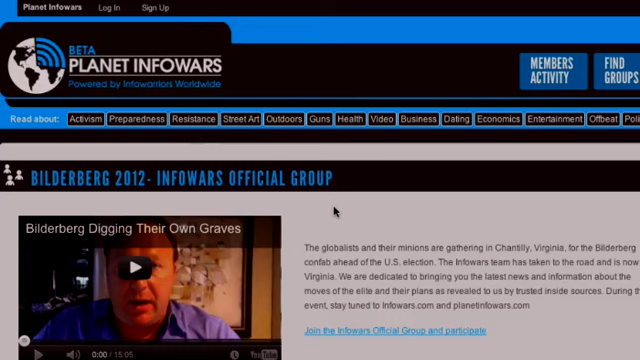 Planet Infowars Log In Sign Up
BETA
PLANET INFOWARS
Powered by Infowarriors Worldwide
MEMBERS
ACTIVITY
FIND
GROUPS
Read about: Activism Preparedness Resistance Street Art Outdoors Guns Health Video Business Dating Economics Entertainment Offbeat Poli
BILDERBERG 2012- INFOWARS OFFICIAL GROUP
Bilderberg Digging Their Own Graves
The globalists and their minions are gathering in Chantilly, Virginia, for the Bilderberg
confab ahead of the U.S. election. The Infowars team has taken to the road and is now
Virginia. We are dedicated to bringing you the latest news and information about the
moves of the elite and their plans as revealed to us by trusted inside sources. During th
event, stay tuned to Infowars.com and planetinfowars.com
Join the Infowars Official Group and participate
0:00 / 15:05
YouTube